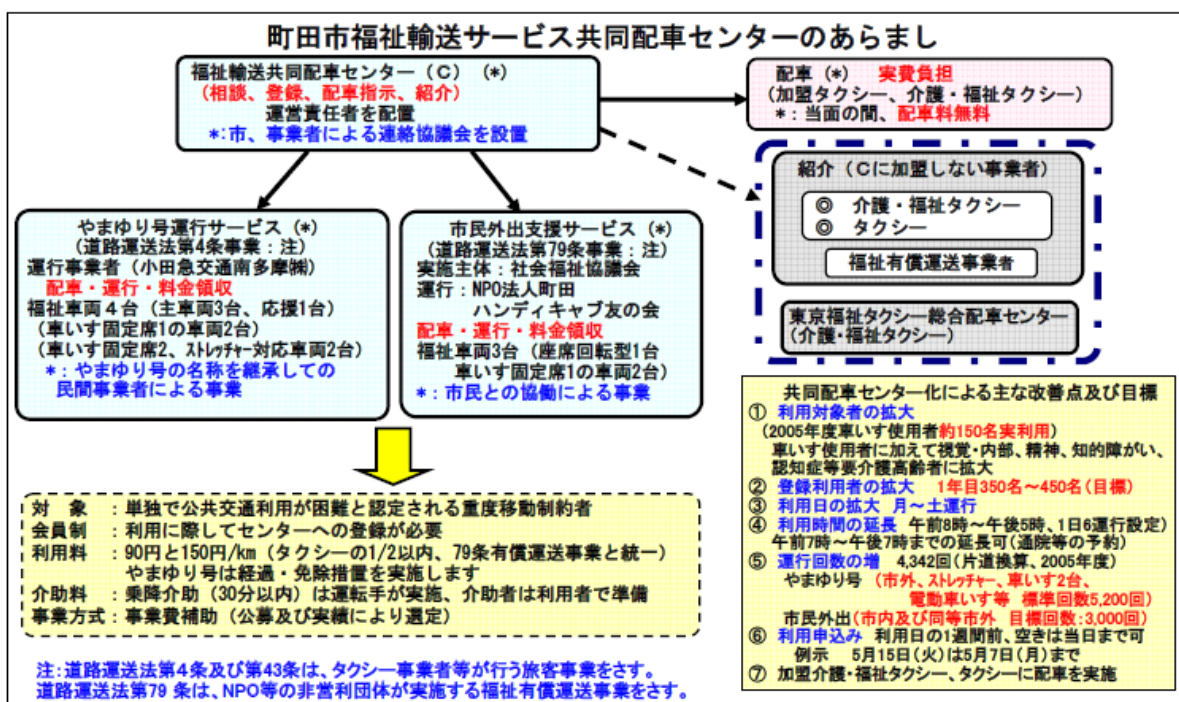 町田市福祉輸送サービス共同配車センターのあらまし
福祉輸送共同配車センター（C）（*）
（相談、登録、配車指示、紹介）
運営責任者を配置
*:市、事業者による連絡協議会を設置
配車（*） 実費負担
（加盟タクシー、介護・福祉タクシー）
*：当面の間、配車料無料
紹介（Cに加盟しない事業者）
◎ 介護・福祉タクシー
◎ タクシー
福祉有償運送事業者
東京福祉タクシー総合配車センター
（介護・福祉タクシー）
やまゆり号運行サービス（*）
（道路運送法第4条事業：注）
運行事業者（小田急交通南多摩㈱）
配車・運行・料金領収
福祉車両４台（主車両3台、応援1台）
（車いす固定席1の車両2台）
（車いす固定席2、ストレッチャー対応車両2台）
*：やまゆり号の名称を継承しての
民間事業者による事業
市民外出支援サービス（*）
（道路運送法第79条事業：注）
実施主体：社会福祉協議会
運行：NPO法人町田
ハンディキャブ友の会
配車・運行・料金領収
福祉車両3台（座席回転型1台
車いす固定席1の車両2台）
*：市民との協働による事業
対　象　：単独で公共交通利用が困難と認定される重度移動制約者
会員制　：利用に際してセンターへの登録が必要
利用料　：90円と150円/km（タクシーの1/2以内、79条有償運送事業と統一）
やまゆり号は経過・免除措置を実施します
介助料　：乗降介助（30分以内）は運転手が実施、介助者は利用者で準備
事業方式：事業費補助（公募及び実績により選定）
注：道路運送法第４条及び第43条は、タクシー事業者等が行う旅客事業をさす。
道路運送法第79 条は、NPO等の非営利団体が実施する福祉有償運送事業をさす。
共同配車センター化による主な改善点及び目標
① 利用対象者の拡大
（2005年度車いす使用者約150名実利用）
車いす使用者に加えて視覚・内部、精神、知的障がい、
認知症等要介護高齢者に拡大
② 登録利用者の拡大 1年目350名～450名（目標）
③ 利用日の拡大 月～土運行
④ 利用時間の延長 午前8時～午後5時、1日6運行設定）
午前7時～午後7時までの延長可（通院等の予約）
⑤ 運行回数の増 4,342回（片道換算、2005年度）
やまゆり号 （市外、ストレッチャー、車いす2台、
電動車いす等 標準回数5,200回）
市民外出（市内及び同等市外 目標回数：3,000回）
⑥ 利用申込み 利用日の1週間前、空きは当日まで可
例示 5月15日（火）は5月7日（月）まで
⑦ 加盟介護・福祉タクシー、タクシーに配車を実施